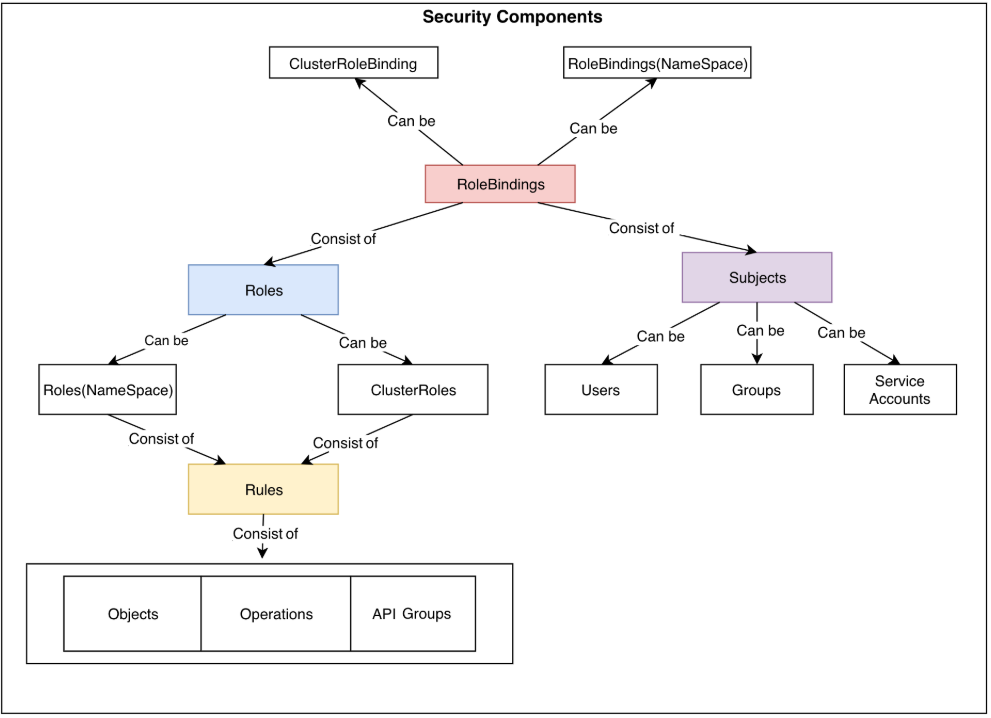 Security Components
ClusterRoleBinding
RoleBindings(NameSpace)
Can be
Can be
RoleBindings
Consist of
Consist of
Roles
Subjects
Can be
Can be
Can be
Can be
Can be
Roles(NameSpace)
ClusterRoles
Users
Groups
Service
Accounts
Consist of
Consist of
Rules
Consist of
Objects
Operations
API Groups